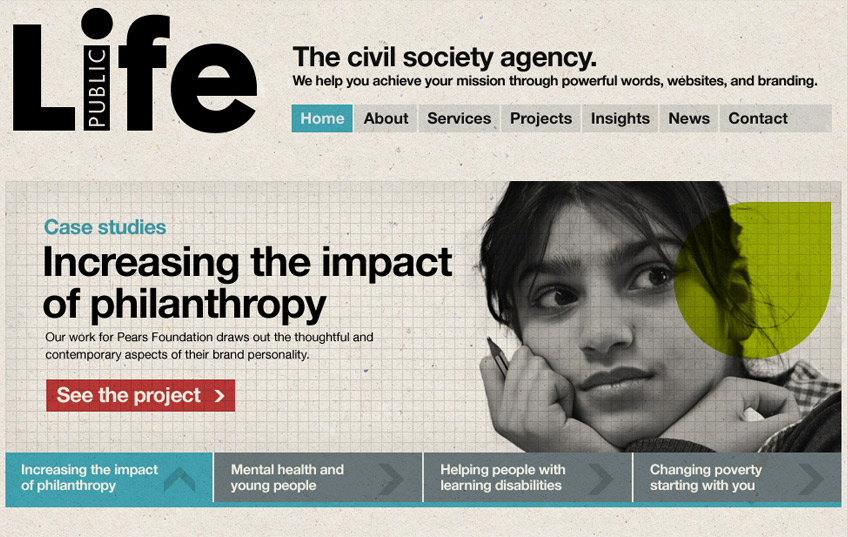 Life
PUBLIC
The civil society agency.
We help you achieve your mission through powerful words, websites, and branding.
Home About Services Projects Insights News Contact
Case studies
Increasing the impact
of philanthropy
Our work for Pears Foundation draws out the thoughtful and
contemporary aspects of their brand personality.
See the project
Increasing the impact
of philanthropy
Mental health and
young people
Helping people with
learning disabilities
Changing poverty
starting with you